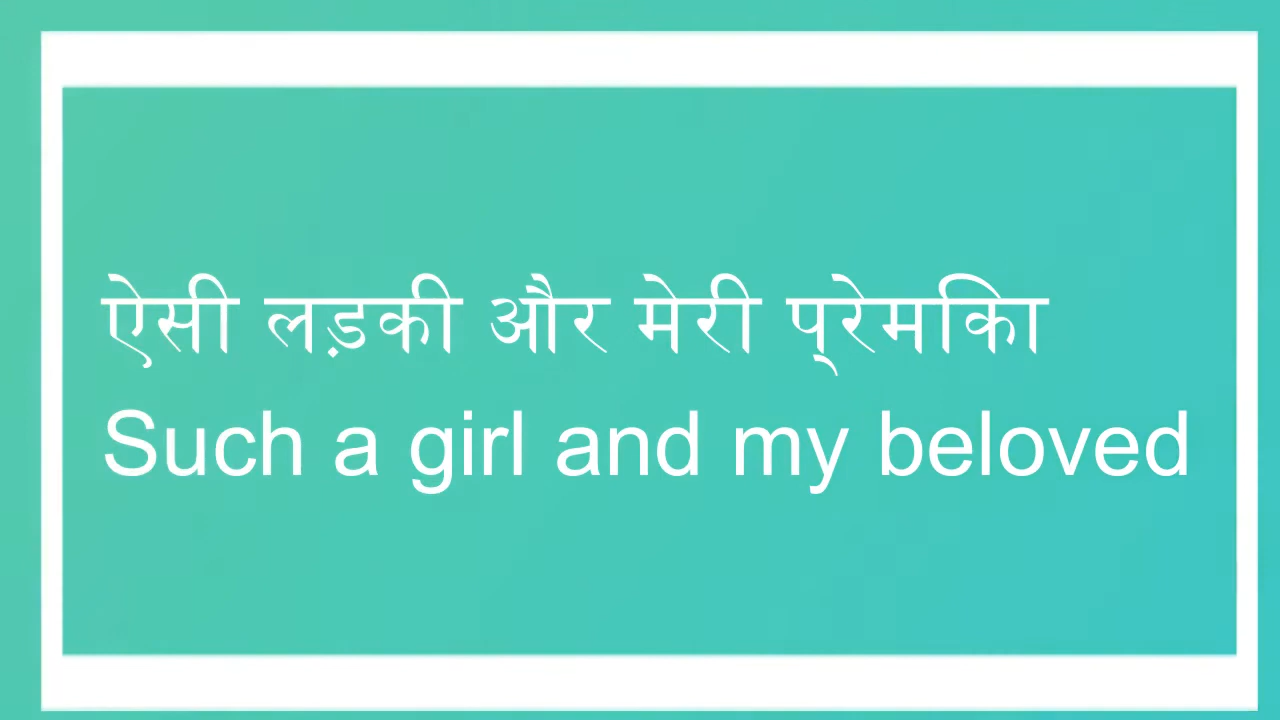 ऐसी लड़की और मेरी प्रेमिका
Such a girl and my beloved